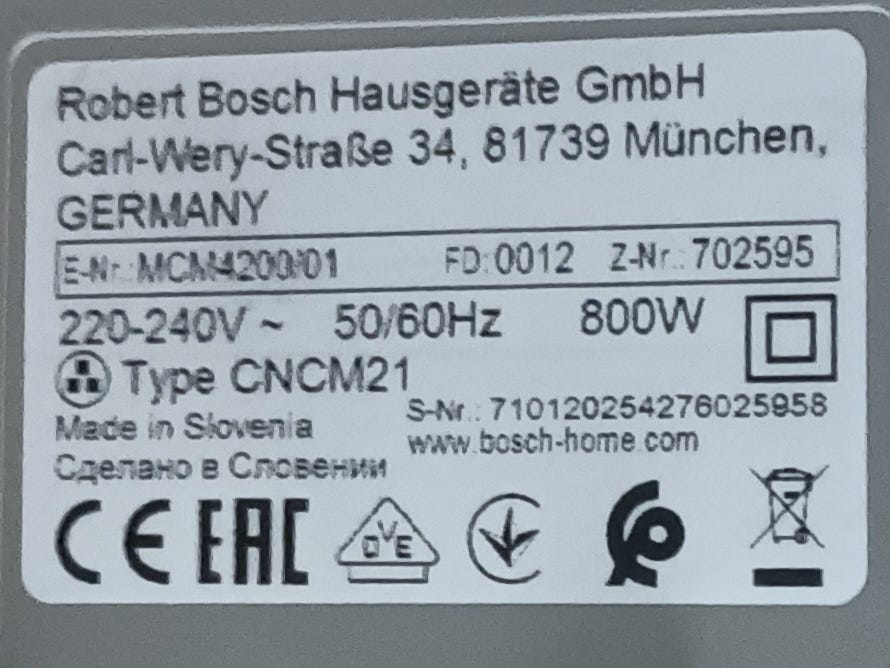 Robert Bosch Hausgeräte GmbH
Carl-Wery-Straße 34, 81739 München,
GERMANY
E-Nr.:MCM4200/01 FD:0012 Z-Nr.:702595
220-240V ~ 50/60Hz 800W
Type CNCM21
S-Nr.: 710120254276025958
Made in Slovenia
www.bosch-home.com
Сделано в Словении
CE EAC OVE